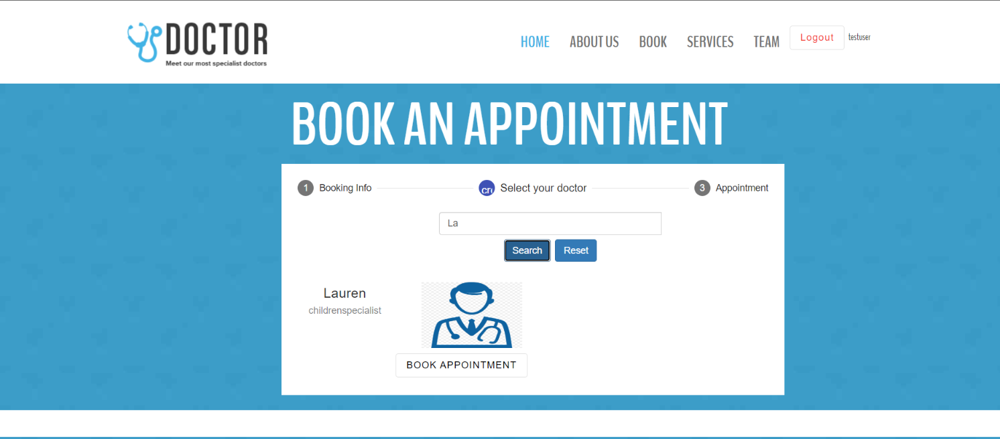 DOCTOR
Meet our most specialist doctors
HOME ABOUT US BOOK SERVICES TEAM Logout testuser
BOOK AN APPOINTMENT
1 Booking Info Select your doctor 3 Appointment
La
Search Reset
Lauren
childrenspecialist
BOOK APPOINTMENT